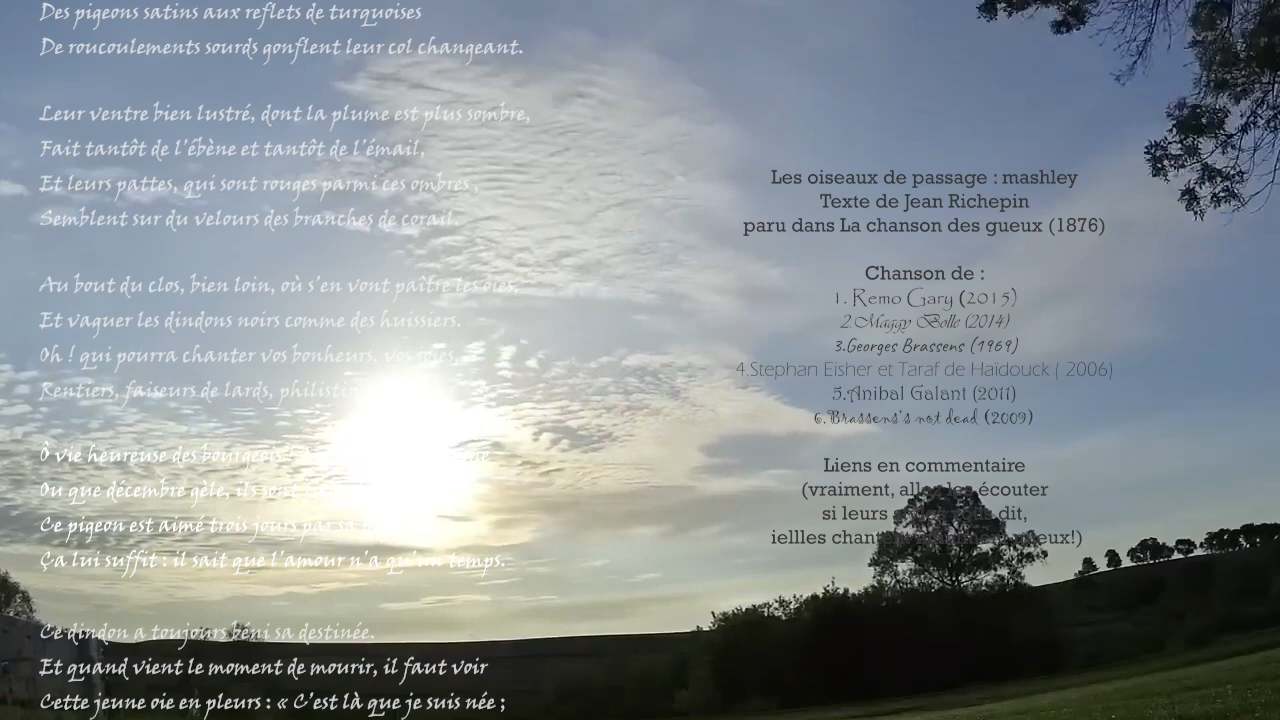 Des pigeons satins aux reflets de turquoises
De roucoulements sourds gonflent leur col changeant.
Leur ventre bien lustré, dont la plume est plus sombre,
Fait tantôt de l'ébène et tantôt de l'émail,
Et leurs pattes, qui sont rouges parmi ces ombres ,
Semblent sur du velours des branches de corail.
Au bout du clos, bien loin, où s'en vont paître les oies,
Et vaguer les dindons noirs comme des huissiers.
Oh ! qui pourra chanter vos bonheurs, vos joies,
Rentiers, faiseurs de lards,
Ô vie heureuse des bourgeois !
Ou que décembre gèle, ils sont
Ce pigeon est aimé trois jours par sa
Ça lui suffit : il sait que l'amour n'a qu'un temps.
Ce dindon a toujours béni sa destinée.
Et quand vient le moment de mourir, il faut voir
Cette jeune oie en pleurs : « C'est là que je suis née ;
Les oiseaux de passage : mashley
Texte de Jean Richepin
paru dans La chanson des gueux (1876)
Chanson de :
1. Remo Gary (2015)
2.Maggy Bolle (2014)
3.Georges Brassens (1969)
4.Stephan Eisher et Taraf de Haïdouck ( 2006)
5.Anibal Galant (2011)
6.Brassens's not dead (2009)
Liens en commentaire
(vraiment, écouter
si leurs dit,
iellles